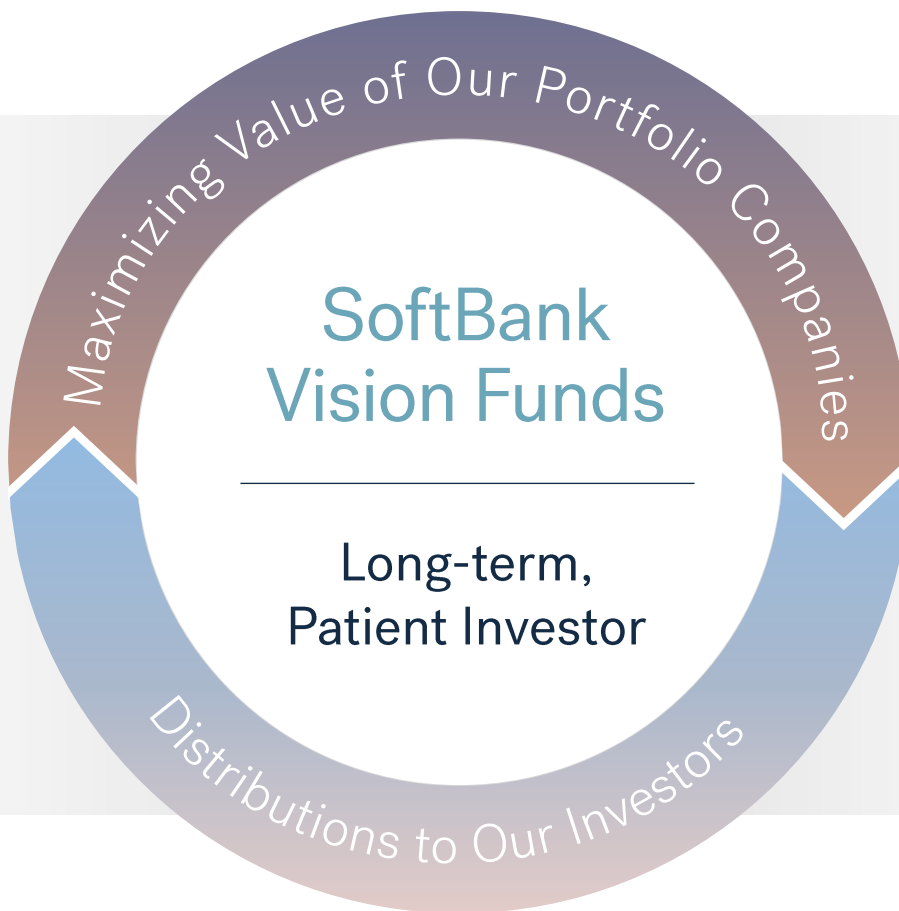 Maximizing Value of Our Portfolio Companies
SoftBank
Vision Funds
Long-term,
Patient Investor
Distributions to Our Investors